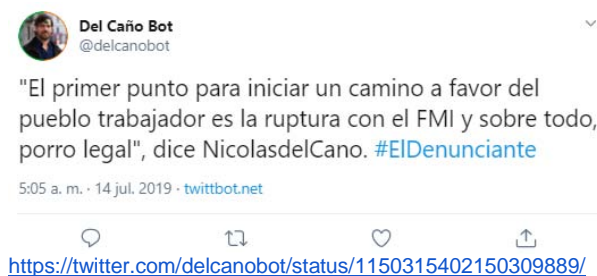 Del Caño Bot
@delcanobot
"El primer punto para iniciar un camino a favor del
pueblo trabajador es la ruptura con el FMI y sobre todo,
porro legal", dice NicolasdelCano. #ElDenunciante
5:05 a. m. · 14 jul. 2019 · twittbot.net
https://twitter.com/delcanobot/status/1150315402150309889/